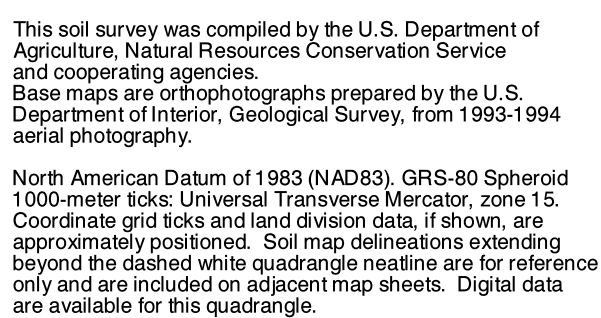 This soil survey was compiled by the U.S. Department of
Agriculture, Natural Resources Conservation Service
and cooperating agencies.
Base maps are orthophotographs prepared by the U.S.
Department of Interior, Geological Survey, from 1993-1994
aerial photography.

North American Datum of 1983 (NAD83). GRS-80 Spheroid
1000-meter ticks: Universal Transverse Mercator, zone 15.
Coordinate grid ticks and land division data, if shown, are
approximately positioned.  Soil map delineations extending
beyond the dashed white quadrangle neatline are for reference
only and are included on adjacent map sheets.  Digital data
are available for this quadrangle.